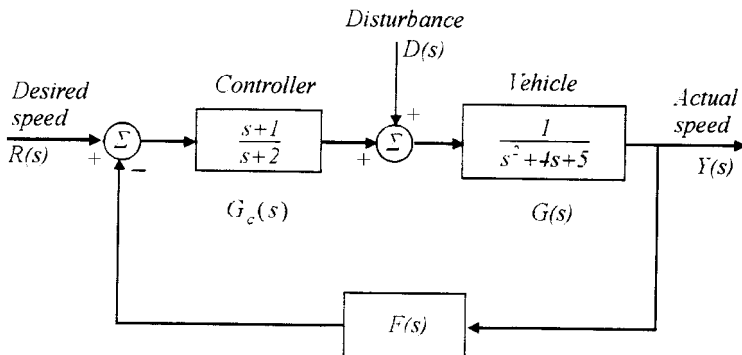 Disturbance
D(s)
Controller
Vehicle
Desired
speed
R(s)
+
Σ
−
s+1
s+2
+
+
Σ
1
s²+4s+5
Actual
speed
Y(s)
G_c(s)
G(s)
F(s)